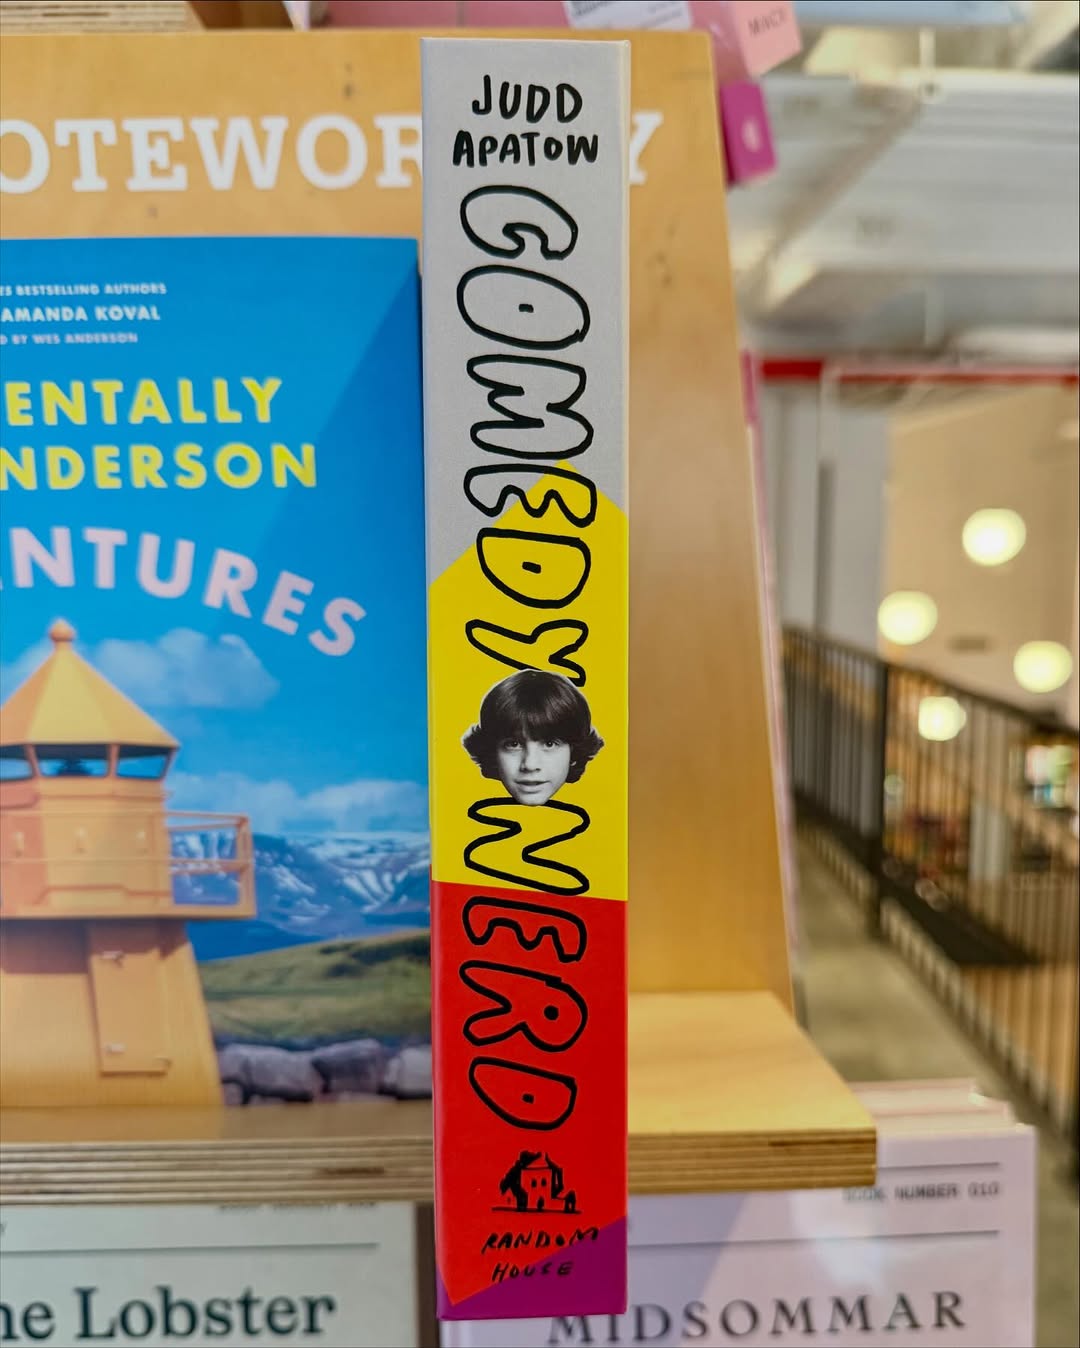 JUDD
APATOW
COMEDY NERD
RANDOM
HOUSE
BESTSELLING AUTHORS
AMANDA KOVAL
BY WES ANDERSON
ENTALLY
NDERSON
NTURES
OTEWOR Y
Lobster
BOOK NUMBER 010
MIDSOMMAR